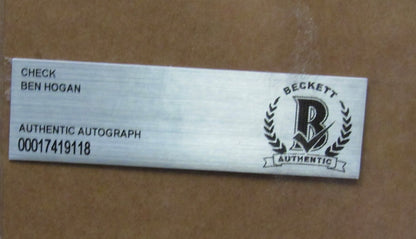 CHECK
BEN HOGAN
AUTHENTIC AUTOGRAPH
00017419118
BECKETT
B
AUTHENTIC